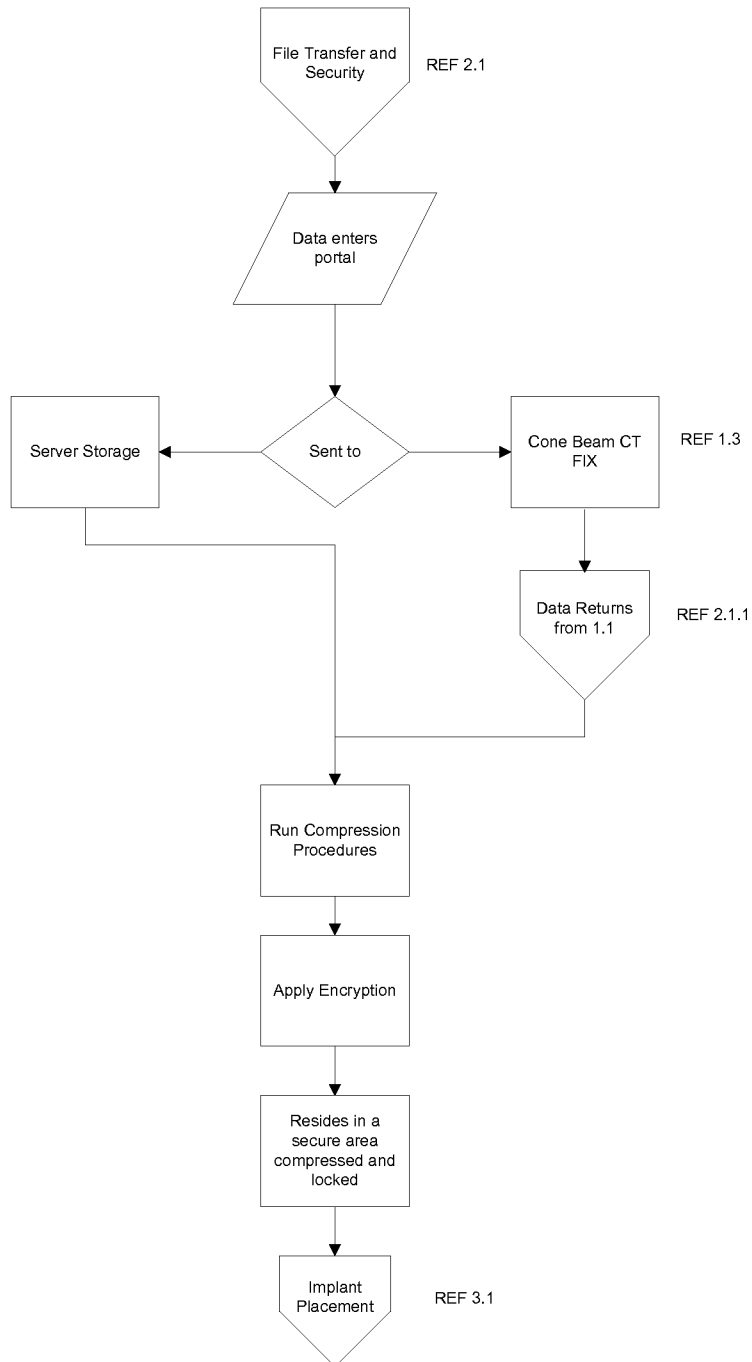 File Transfer and
Security
REF 2.1
Data enters
portal
Server Storage
Sent to
Cone Beam CT
FIX
REF 1.3
Data Returns
from 1.1
REF 2.1.1
Run Compression
Procedures
Apply Encryption
Resides in a
secure area
compressed and
locked
Implant
Placement
REF 3.1